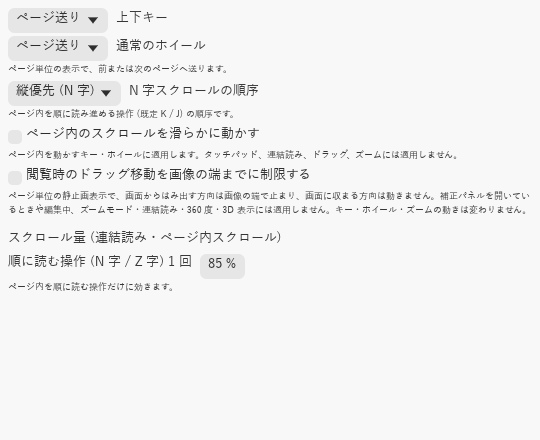 ページ送り 上下キー
ページ送り 通常のホイール
ページ単位の表示で、前または次のページへ送ります。
縦優先 (N 字) N 字スクロールの順序
ページ内を順に読み進める操作 (既定 K / J) の順序です。
ページ内のスクロールを滑らかに動かす
ページ内を動かすキー・ホイールに適用します。タッチパッド、連結読み、ドラッグ、ズームには適用しません。
閲覧時のドラッグ移動を画像の端までに制限する
ページ単位の静止画表示で、画面からはみ出す方向は画像の端で止まり、画面に収まる方向は動きません。補正パネルを開いてい
るときや編集中、ズームモード・連結読み・360 度・3D 表示には適用しません。キー・ホイール・ズームの動きは変わりません。
スクロール量 (連結読み・ページ内スクロール)
順に読む操作 (N 字 / Z 字) 1 回 85 %
ページ内を順に読む操作だけに効きます。